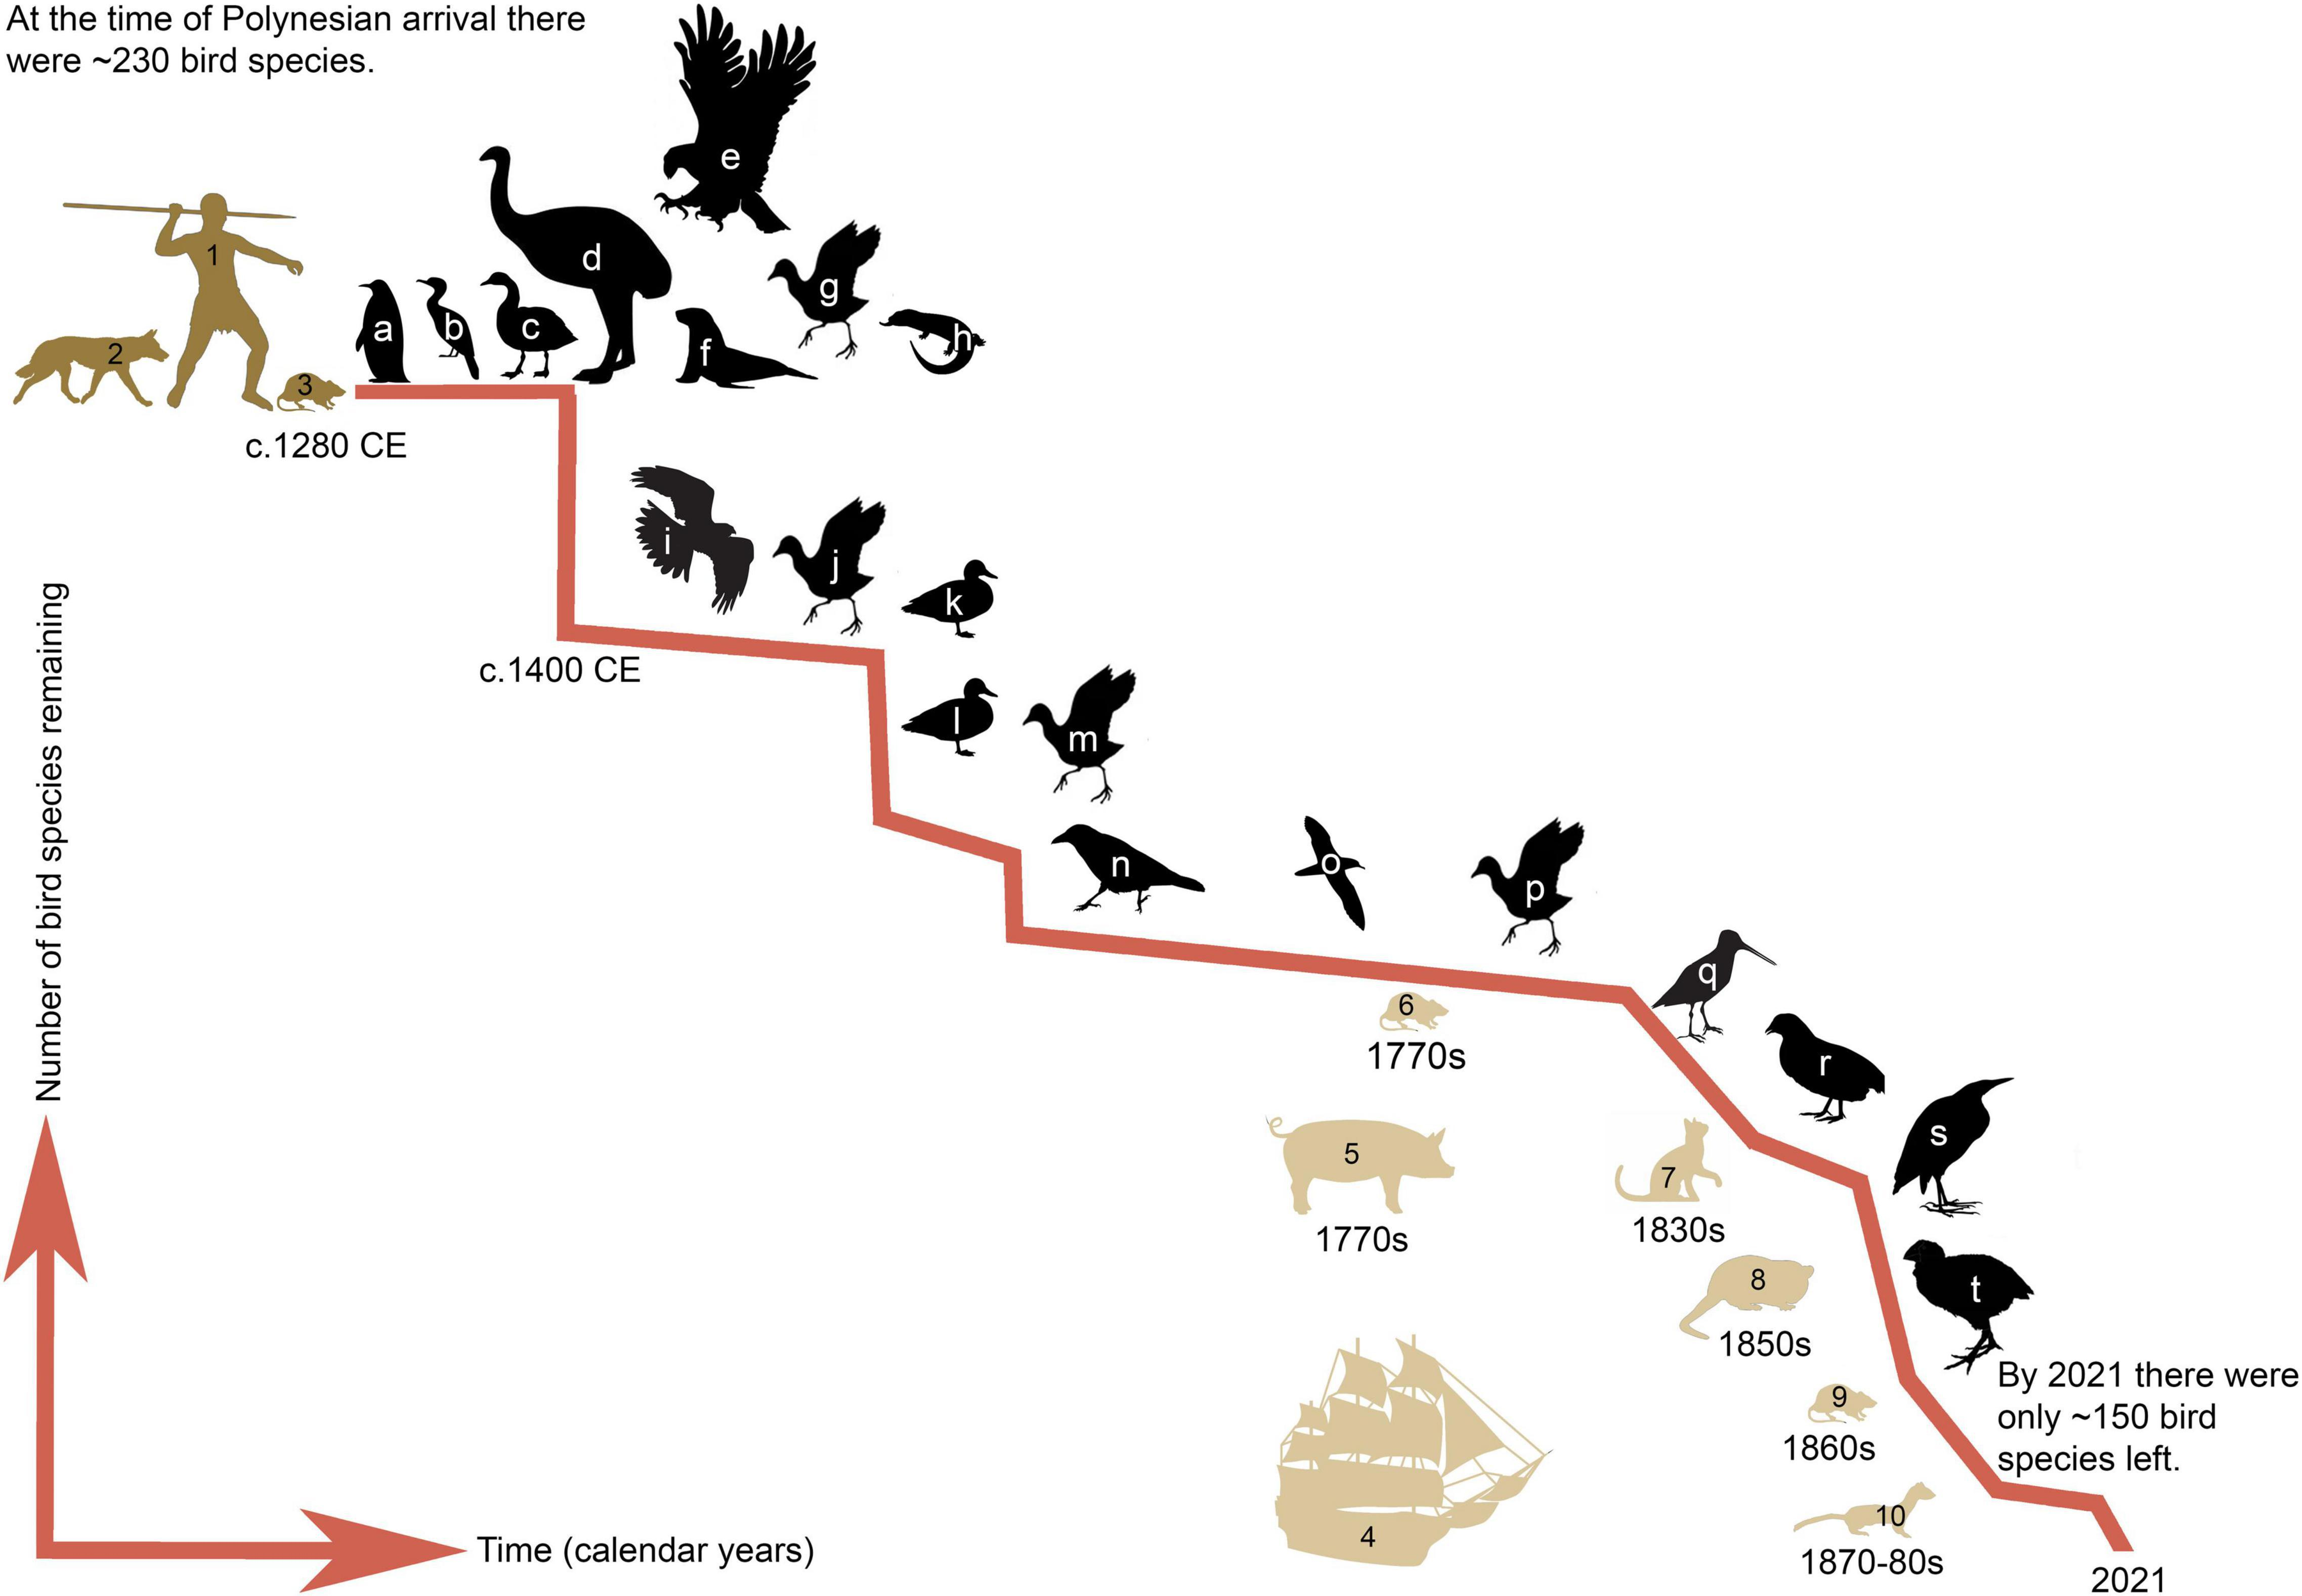 At the time of Polynesian arrival there
were ~230 bird species.
e
1
d
g
2
a
b
c
f
h
3
c.1280 CE
i
j
k
c.1400 CE
l
m
n
o
p
Number of bird species remaining
q
6
1770s
r
5
1770s
7
1830s
s
8
1850s
t
By 2021 there were
only ~150 bird
species left.
9
1860s
4
10
1870-80s
Time (calendar years)
2021